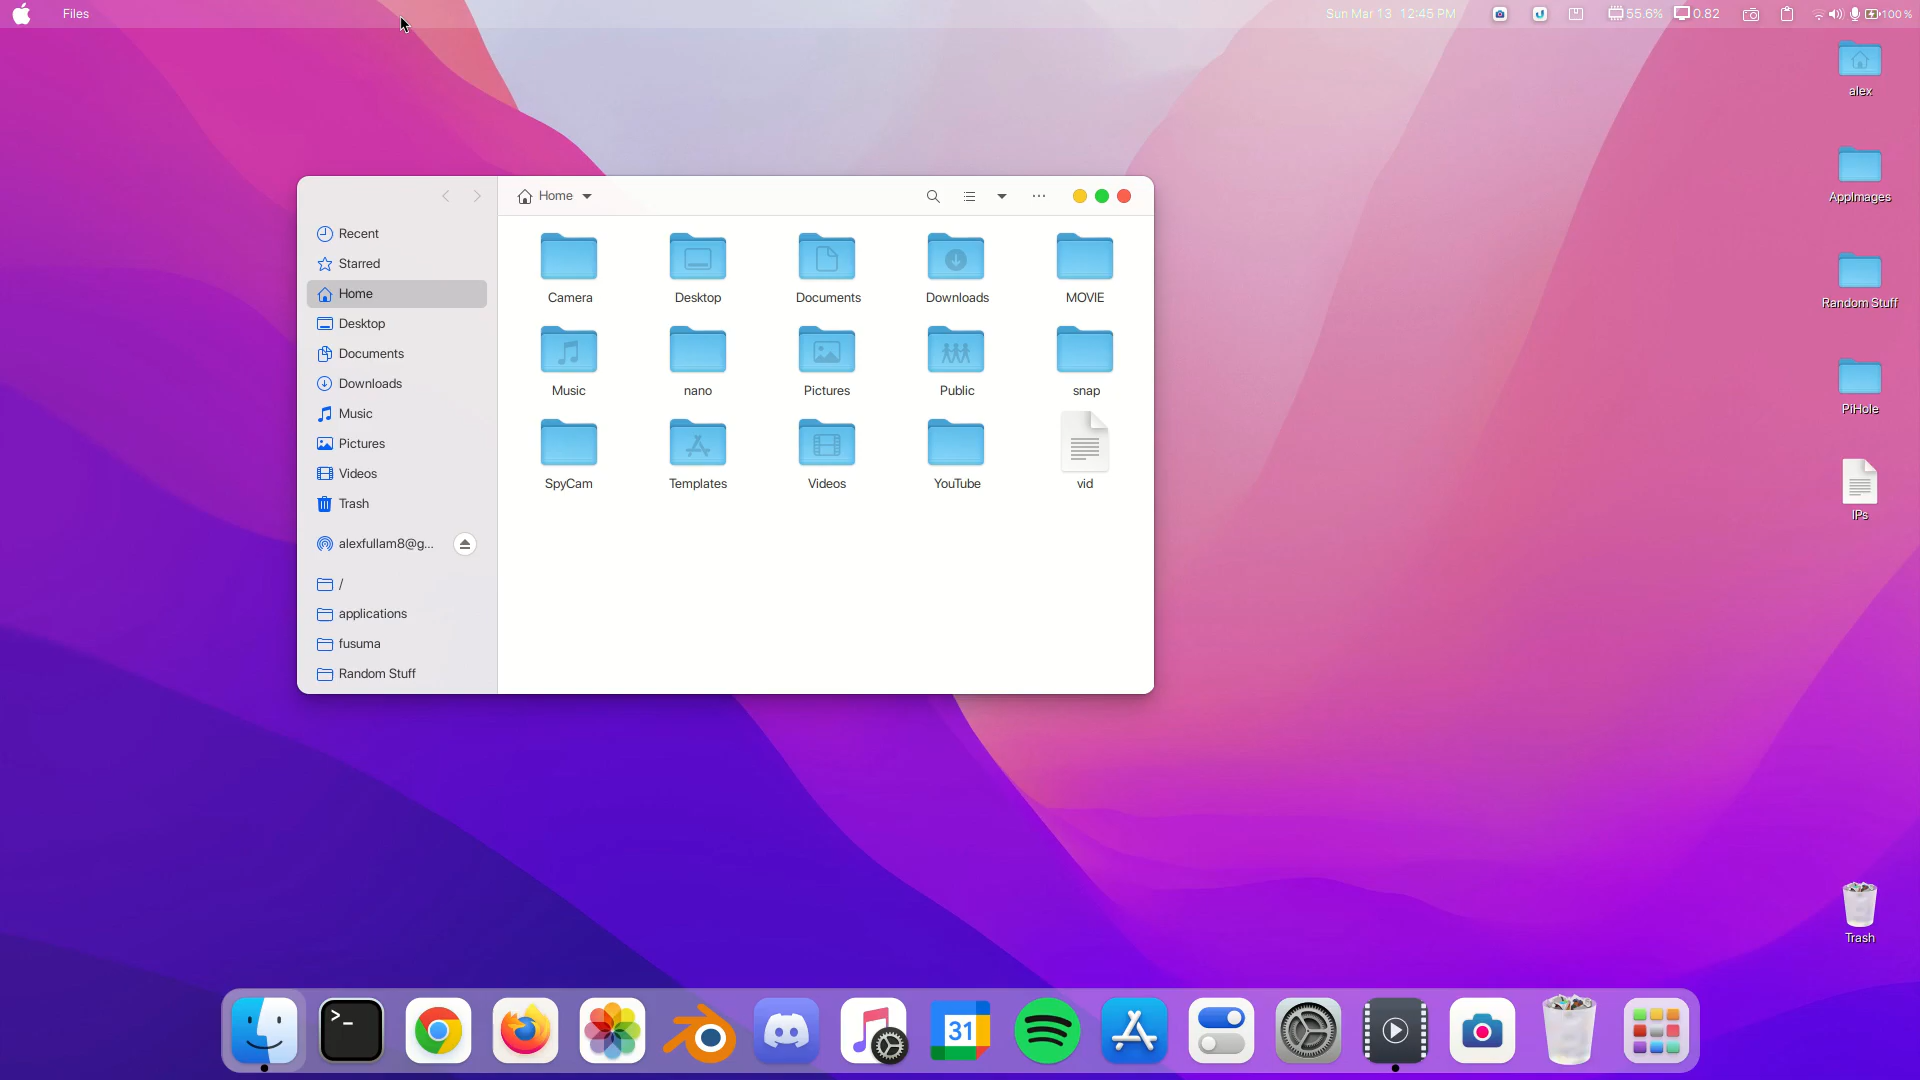 Files
Sun Mar 13 12:45 PM
55.6%
0.82
100 %
alex
AppImages
Random Stuff
PiHole
IPs
Trash
Home
Recent
Starred
Home
Desktop
Documents
Downloads
Music
Pictures
Videos
Trash
alexfullam8@g...
/
applications
fusuma
Random Stuff
Camera
Desktop
Documents
Downloads
MOVIE
Music
nano
Pictures
Public
snap
SpyCam
Templates
Videos
YouTube
vid
>_
31